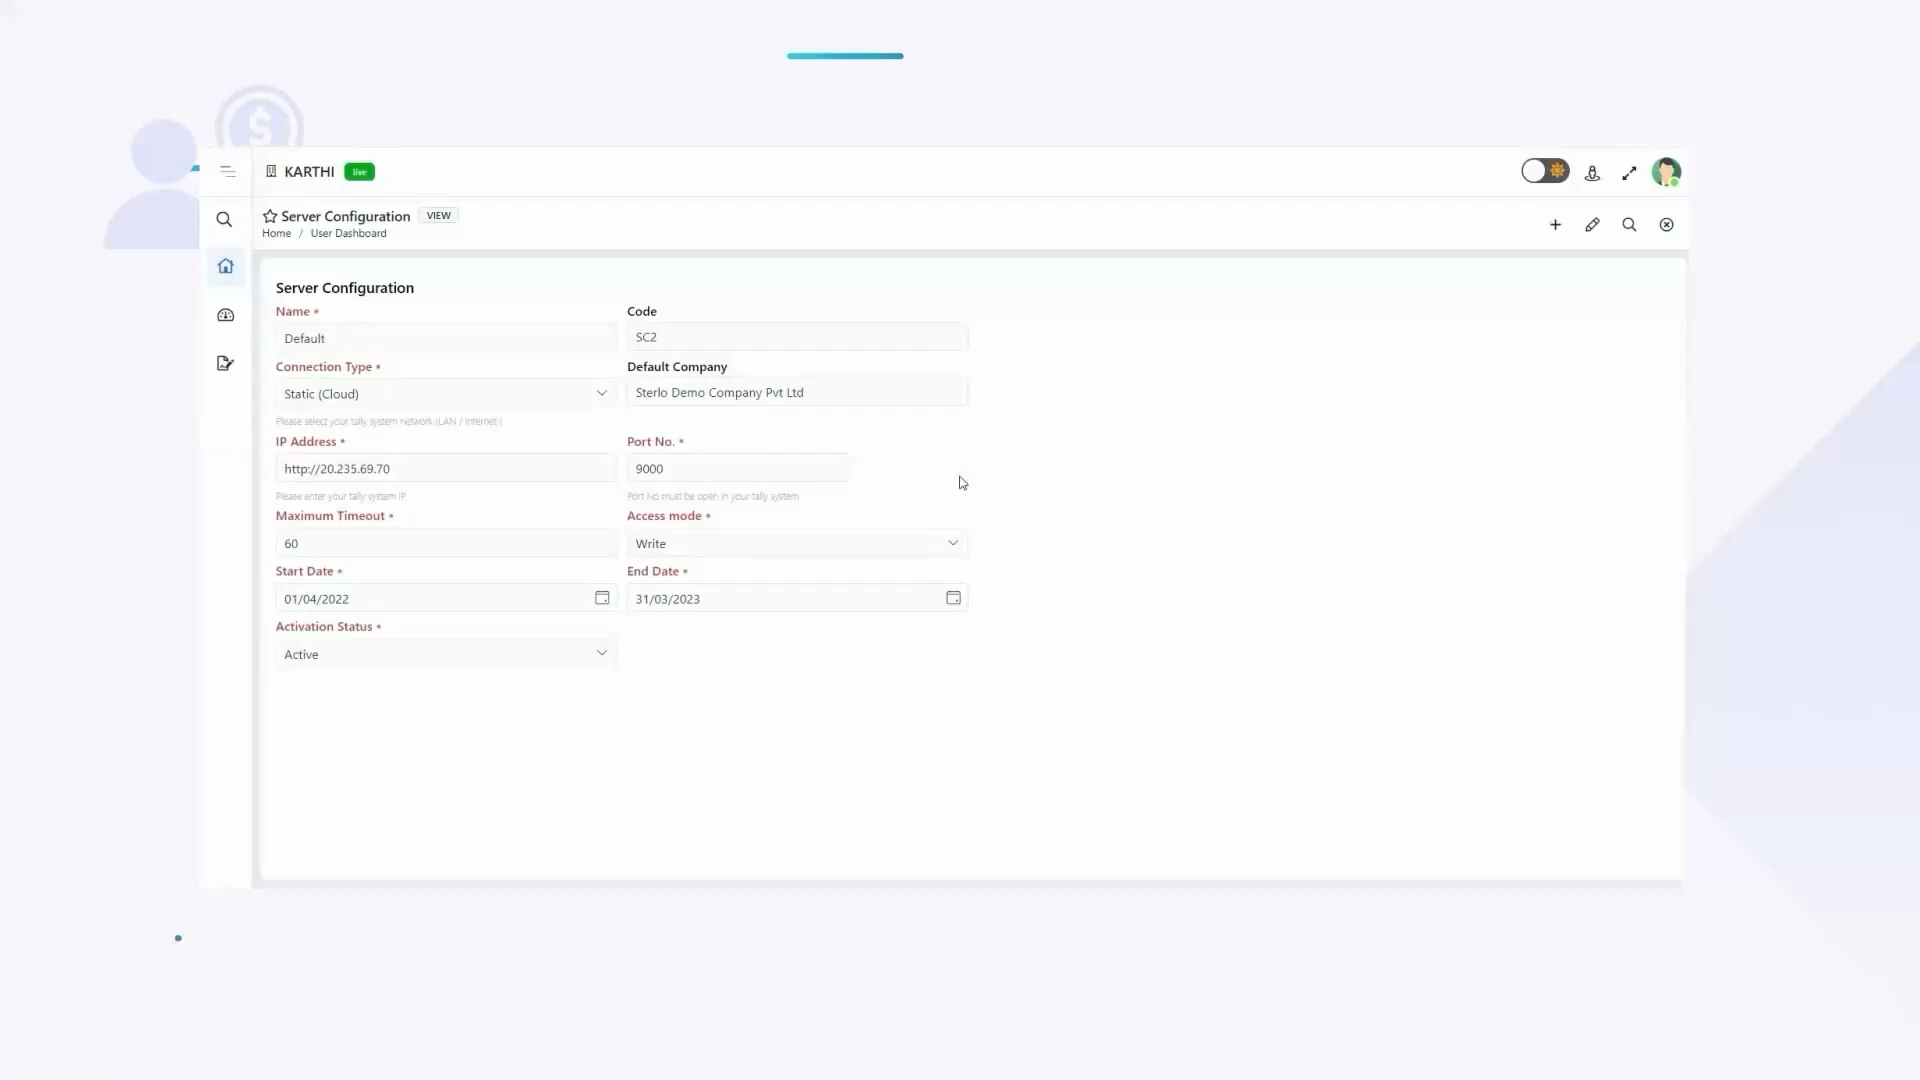 $
KARTHI live
Server Configuration VIEW
Home / User Dashboard
Server Configuration
Name *
Code
Default
SC2
Connection Type *
Default Company
Static (Cloud)
Sterlo Demo Company Pvt Ltd
Please select your tally system network (LAN / Internet )
IP Address *
Port No. *
http://20.235.69.70
9000
Please enter your tally system IP
Port No must be open in your tally system
Maximum Timeout *
Access mode *
60
Write
Start Date *
End Date *
01/04/2022
31/03/2023
Activation Status *
Active